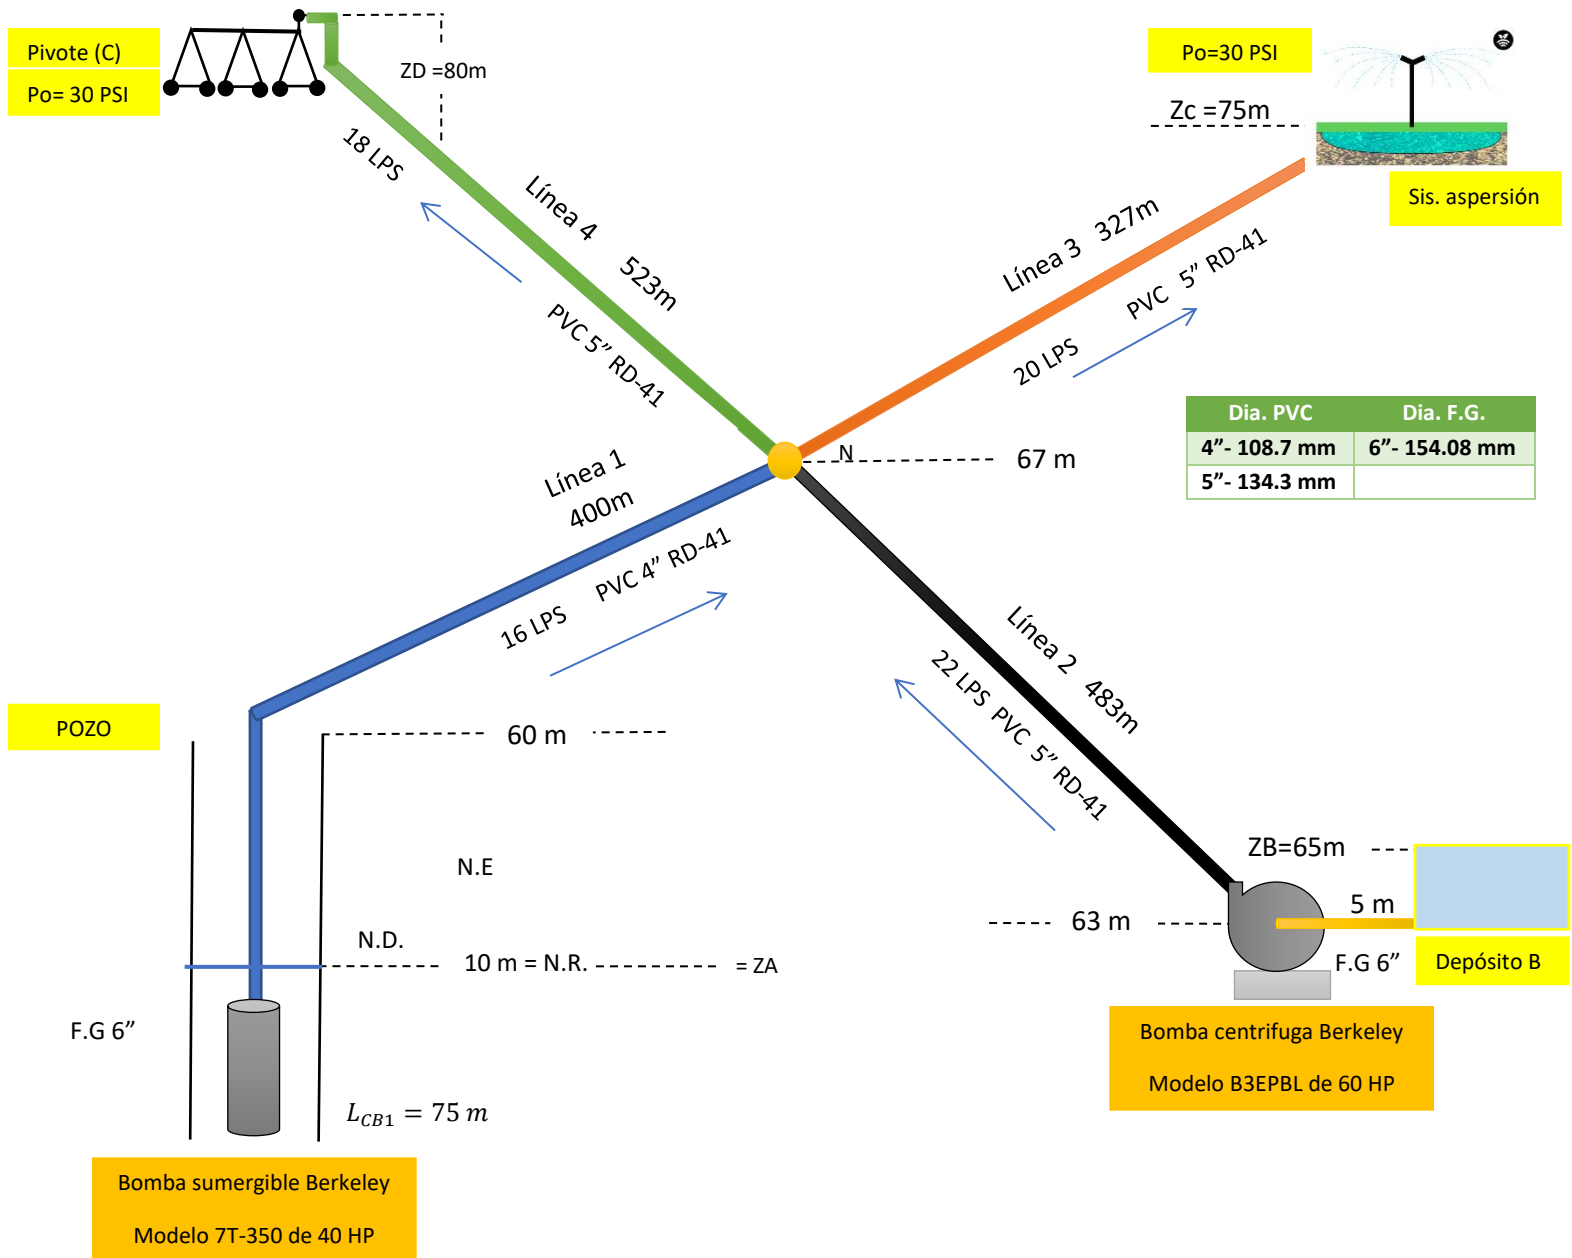 Pivote (C)
Po= 30 PSI
ZD =80m
Po=30 PSI
Zc =75m
Sis. aspersión
18 LPS
Línea 4 523m
PVC 5” RD-41
Línea 3 327m
PVC 5” RD-41
20 LPS
Dia. PVC Dia. F.G.
4”- 108.7 mm 6”- 154.08 mm
5”- 134.3 mm
N
67 m
Línea 1
400m
PVC 4” RD-41
16 LPS
Línea 2 483m
22 LPS PVC 5” RD-41
POZO
60 m
N.E
N.D.
10 m = N.R. = ZA
F.G 6”
L_{CB1} = 75 m
ZB=65m
63 m
5 m
F.G 6”
Depósito B
Bomba centrifuga Berkeley
Modelo B3EPBL de 60 HP
Bomba sumergible Berkeley
Modelo 7T-350 de 40 HP